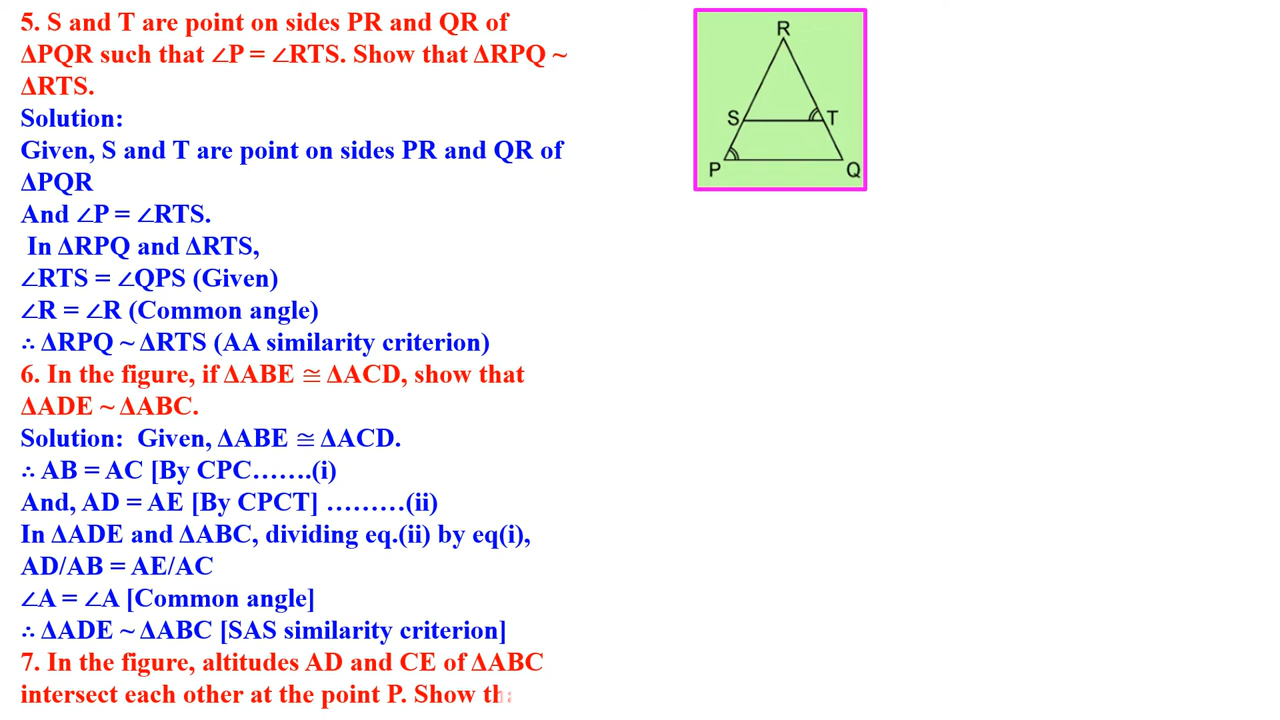 5. S and T are point on sides PR and QR of
ΔPQR such that ∠P = ∠RTS. Show that ΔRPQ ~
ΔRTS.
Solution:
Given, S and T are point on sides PR and QR of
ΔPQR
And ∠P = ∠RTS.
In ΔRPQ and ΔRTS,
∠RTS = ∠QPS (Given)
∠R = ∠R (Common angle)
∴ ΔRPQ ~ ΔRTS (AA similarity criterion)
6. In the figure, if ΔABE ≅ ΔACD, show that
ΔADE ~ ΔABC.
Solution:  Given, ΔABE ≅ ΔACD.
∴ AB = AC [By CPC…….(i)
And, AD = AE [By CPCT] ………(ii)
In ΔADE and ΔABC, dividing eq.(ii) by eq(i),
AD/AB = AE/AC
∠A = ∠A [Common angle]
∴ ΔADE ~ ΔABC [SAS similarity criterion]
7. In the figure, altitudes AD and CE of ΔABC
intersect each other at the point P. Show
R
S
T
P
Q